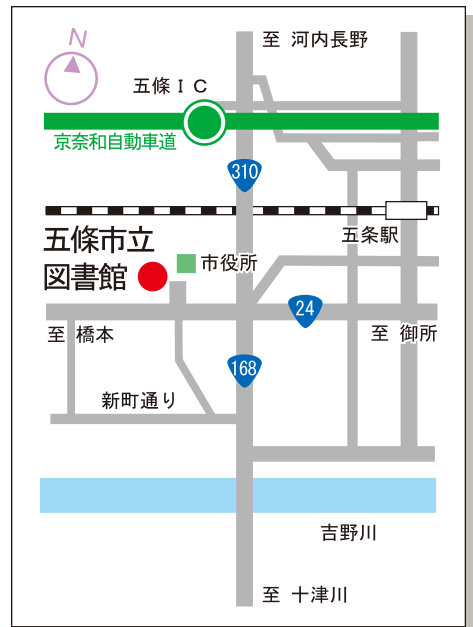 N
至 河内長野
五條ＩＣ
京奈和自動車道
310
五条駅
五條市立
図書館
市役所
24
至 橋本
至 御所
168
新町通り
吉野川
至 十津川